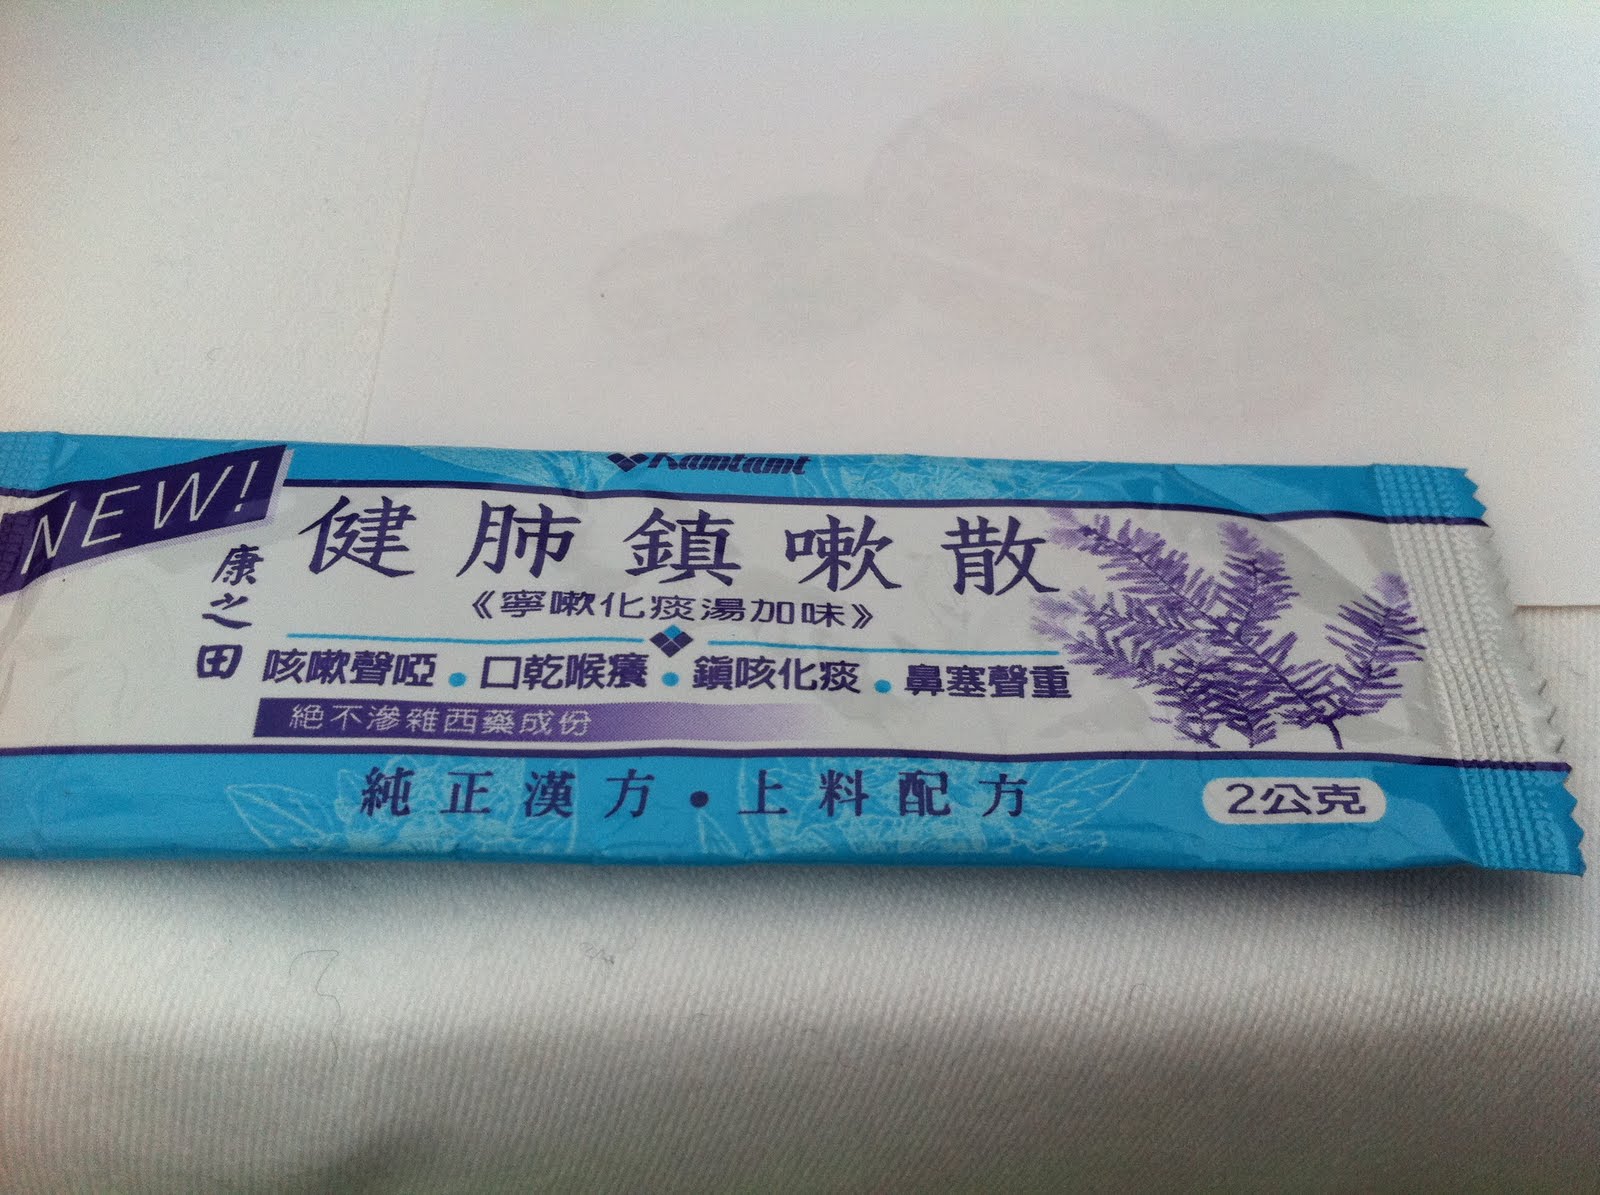 Kamtamt
NEW!
康之田
健肺鎮嗽散
《寧嗽化痰湯加味》
咳嗽聲啞・口乾喉癢・鎮咳化痰・鼻塞聲重
絕不滲雜西藥成份
純正漢方・上料配方
2公克